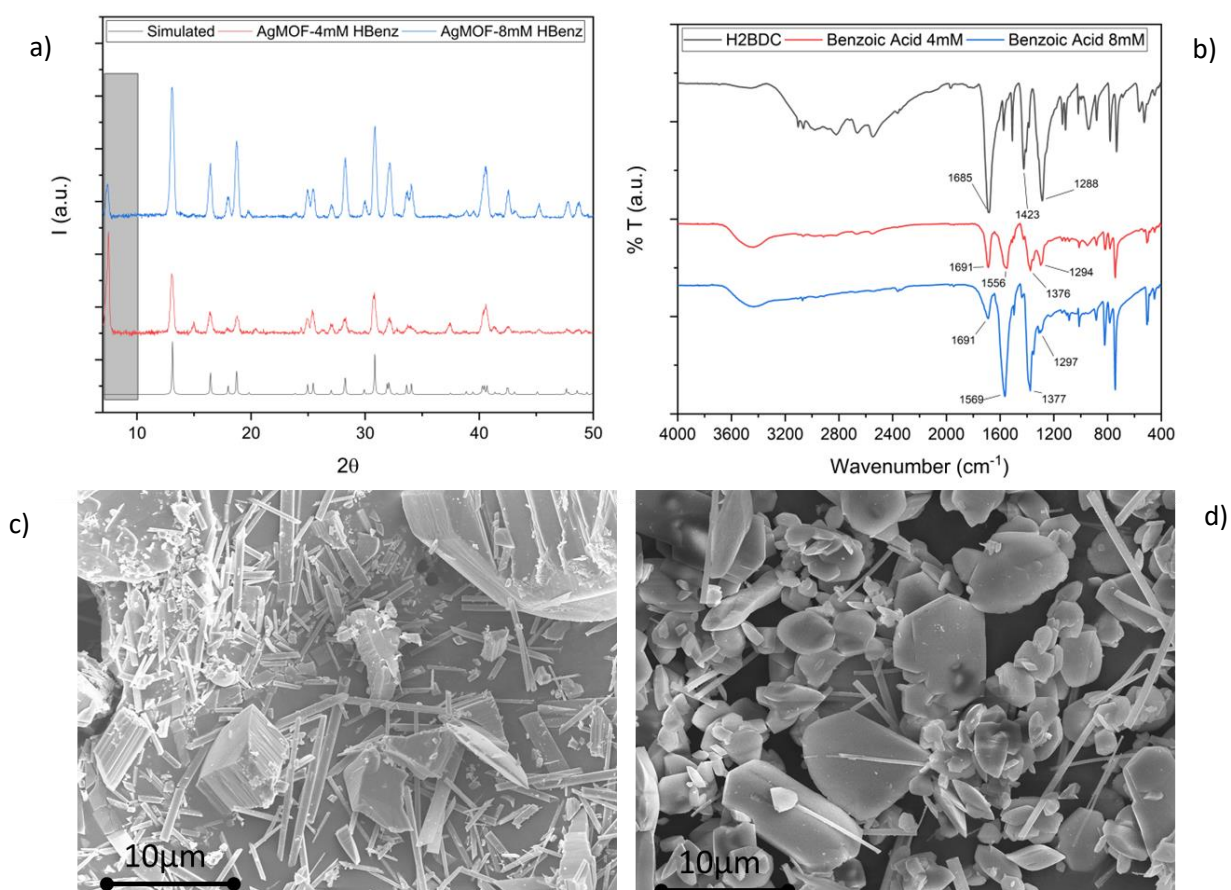 a)
Simulated AgMOF-4mM HBenz AgMOF-8mM HBenz
I (a.u.)
10 20 30 40 50
2θ
b)
H2BDC Benzoic Acid 4mM Benzoic Acid 8mM
% T (a.u.)
1685
1423
1288
1691
1556
1376
1294
1691
1569
1377
1297
4000 3600 3200 2800 2400 2000 1600 1200 800 400
Wavenumber (cm⁻¹)
c)
10μm
d)
10μm